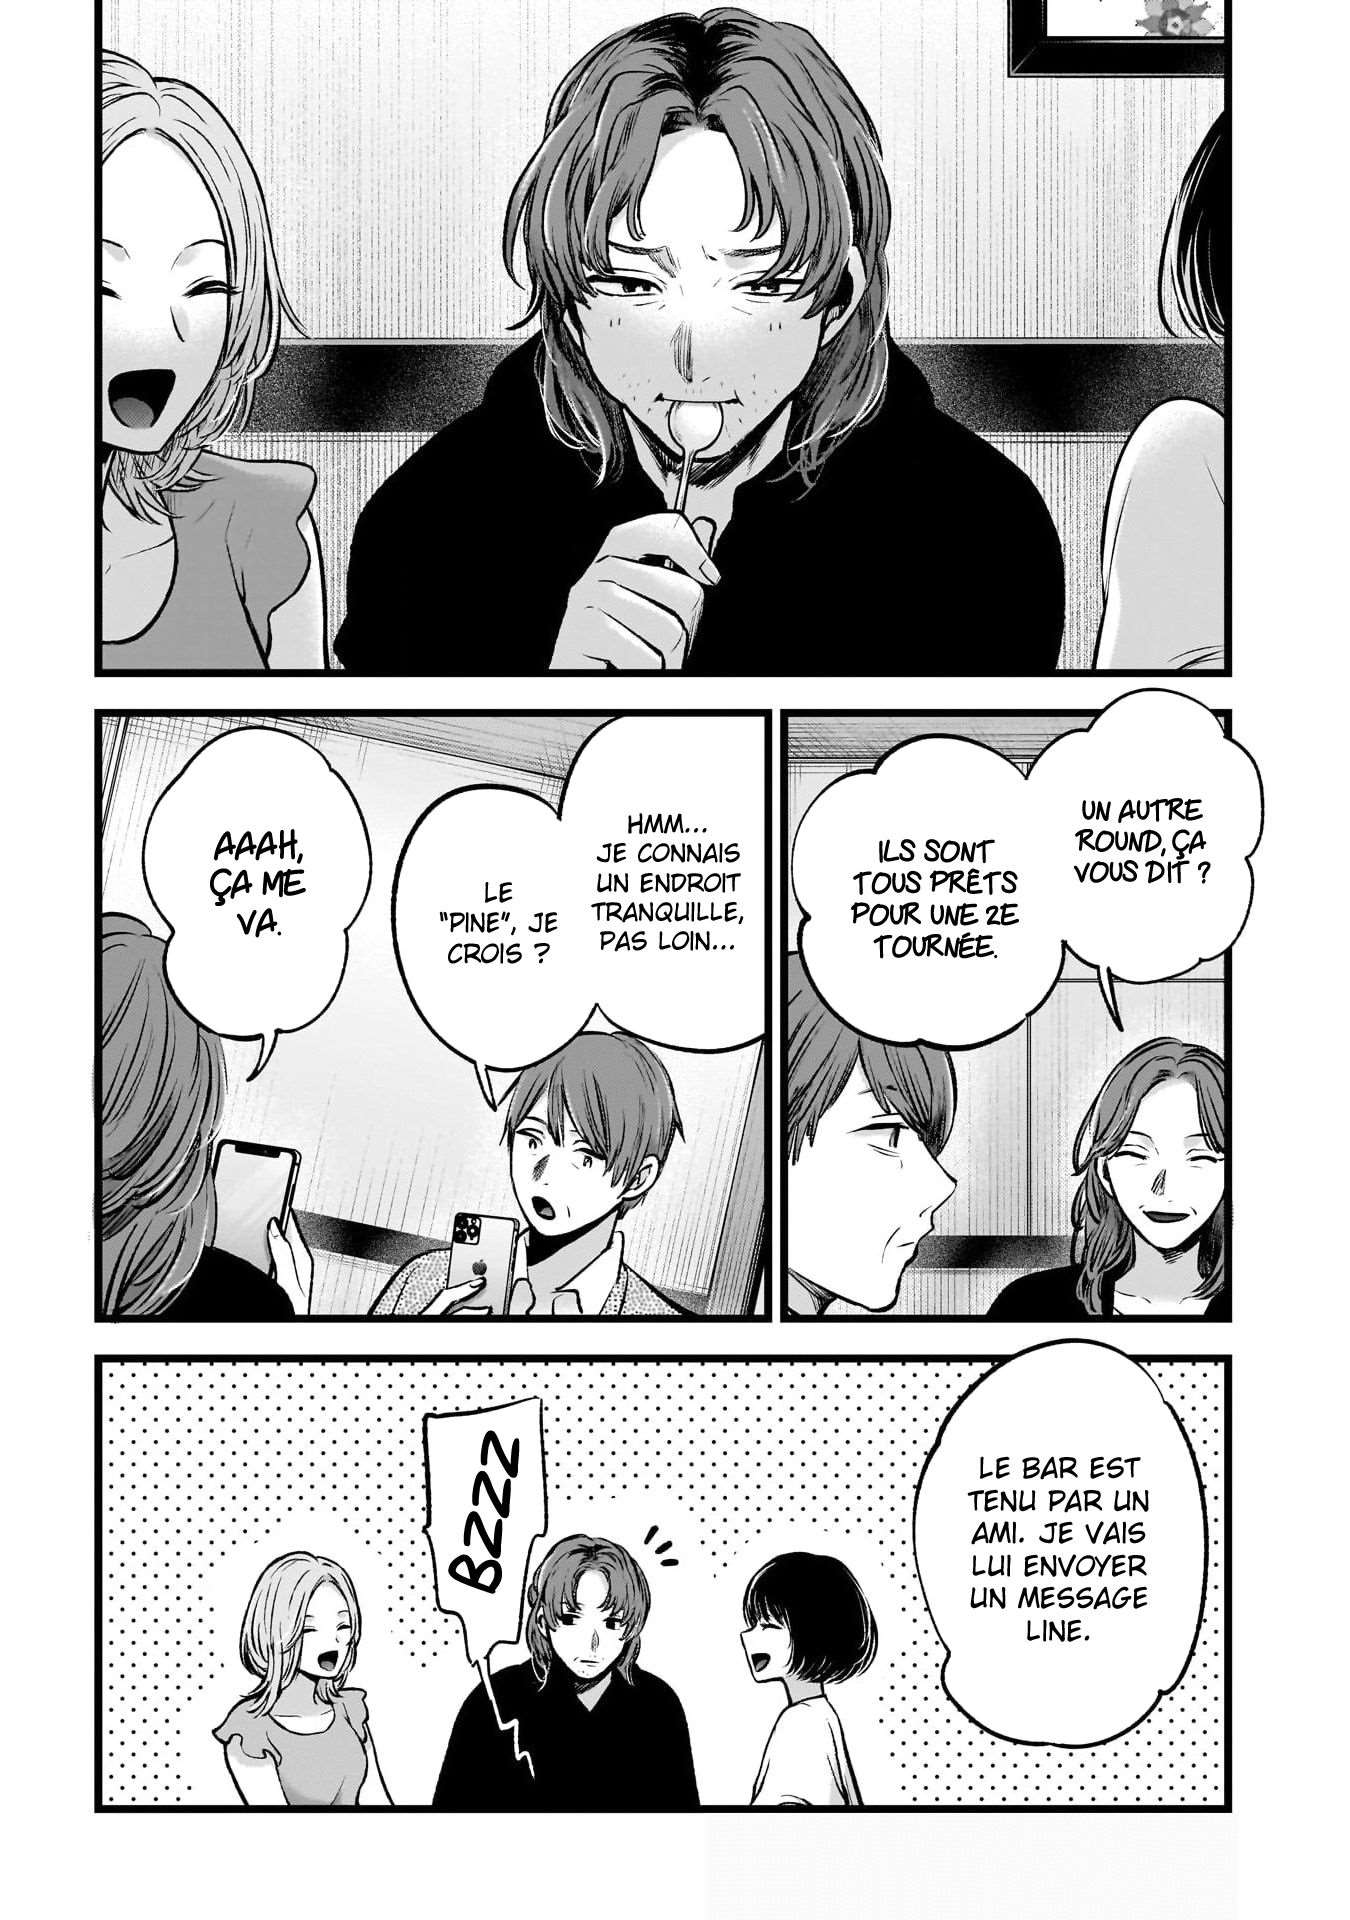 UN AUTRE
ROUND, ÇA
VOUS DIT ?
ILS SONT
TOUS PRÊTS
POUR UNE 2E
TOURNÉE.
HMM...
JE CONNAIS
UN ENDROIT
TRANQUILLE,
PAS LOIN...
LE
“PINE”, JE
CROIS ?
AAAH,
ÇA ME
VA.
LE BAR EST
TENU PAR UN
AMI. JE VAIS
LUI ENVOYER
UN MESSAGE
LINE.
BZZZ